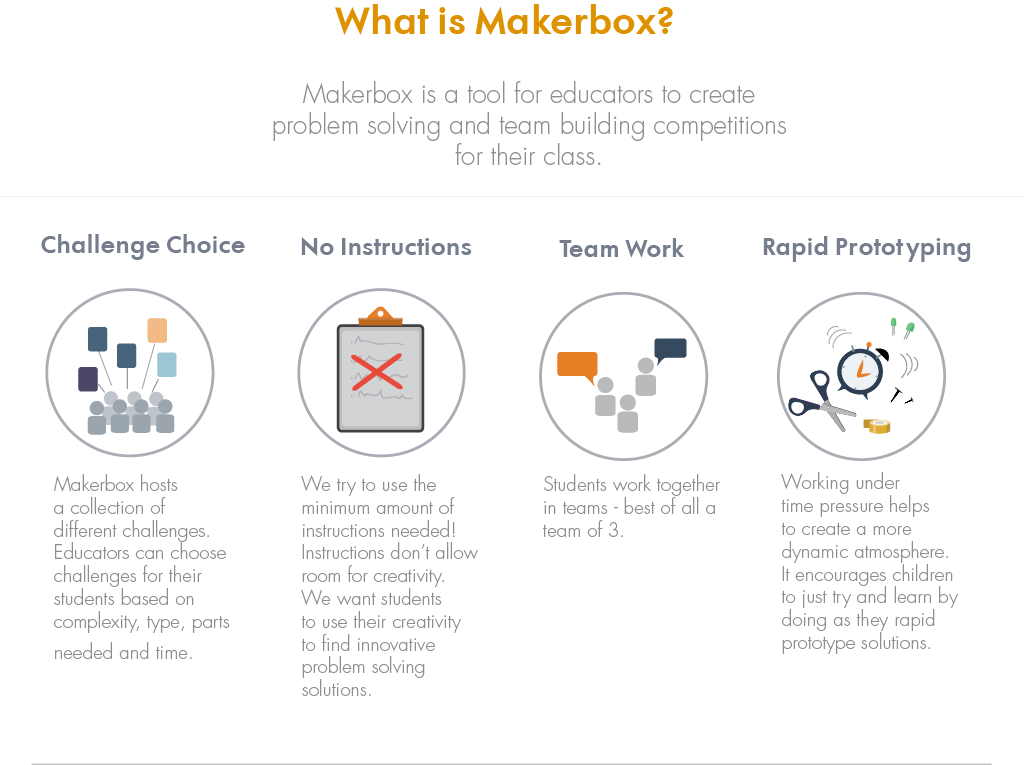 What is Makerbox?
Makerbox is a tool for educators to create
problem solving and team building competitions
for their class.
Challenge Choice
Makerbox hosts
a collection of
different challenges.
Educators can choose
challenges for their
students based on
complexity, type, parts
needed and time.
No Instructions
We try to use the
minimum amount of
instructions needed!
Instructions don't allow
room for creativity.
We want students
to use their creativity
to find innovative
problem solving
solutions.
Team Work
Students work together
in teams - best of all a
team of 3.
Rapid Prototyping
Working under
time pressure helps
to create a more
dynamic atmosphere.
It encourages children
to just try and learn by
doing as they rapid
prototype solutions.